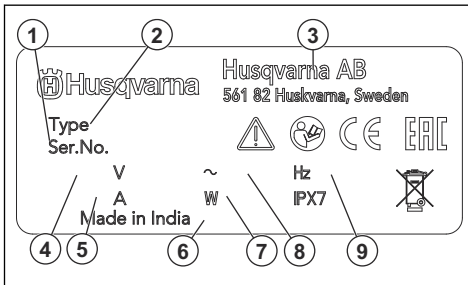 1 2 3
Husqvarna Husqvarna AB
561 82 Huskvarna, Sweden
Type
Ser.No.
CE EAC
V ~ Hz
A W IPX7
Made in India
4 5 6 7 8 9